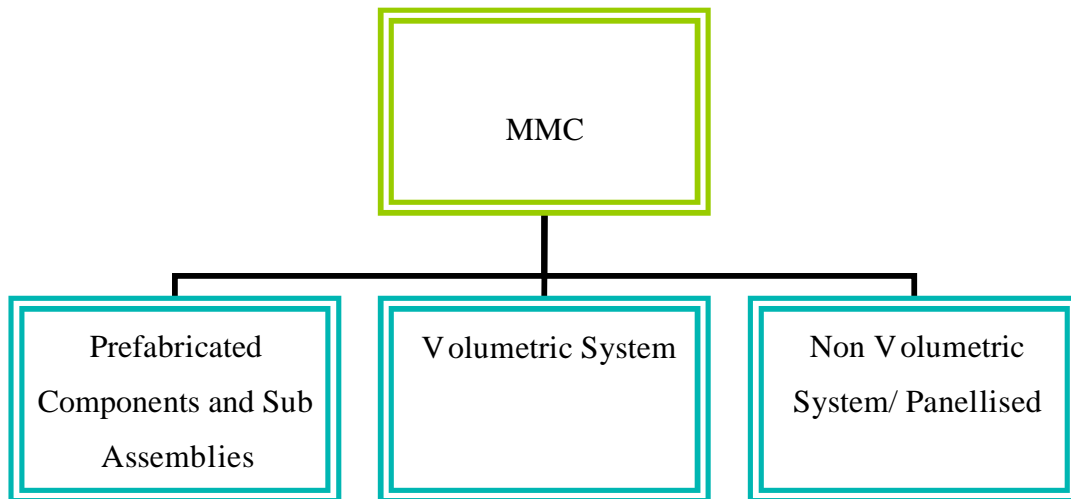 MMC
Prefabricated
Components and Sub
Assemblies
Volumetric System
Non Volumetric
System/ Panellised